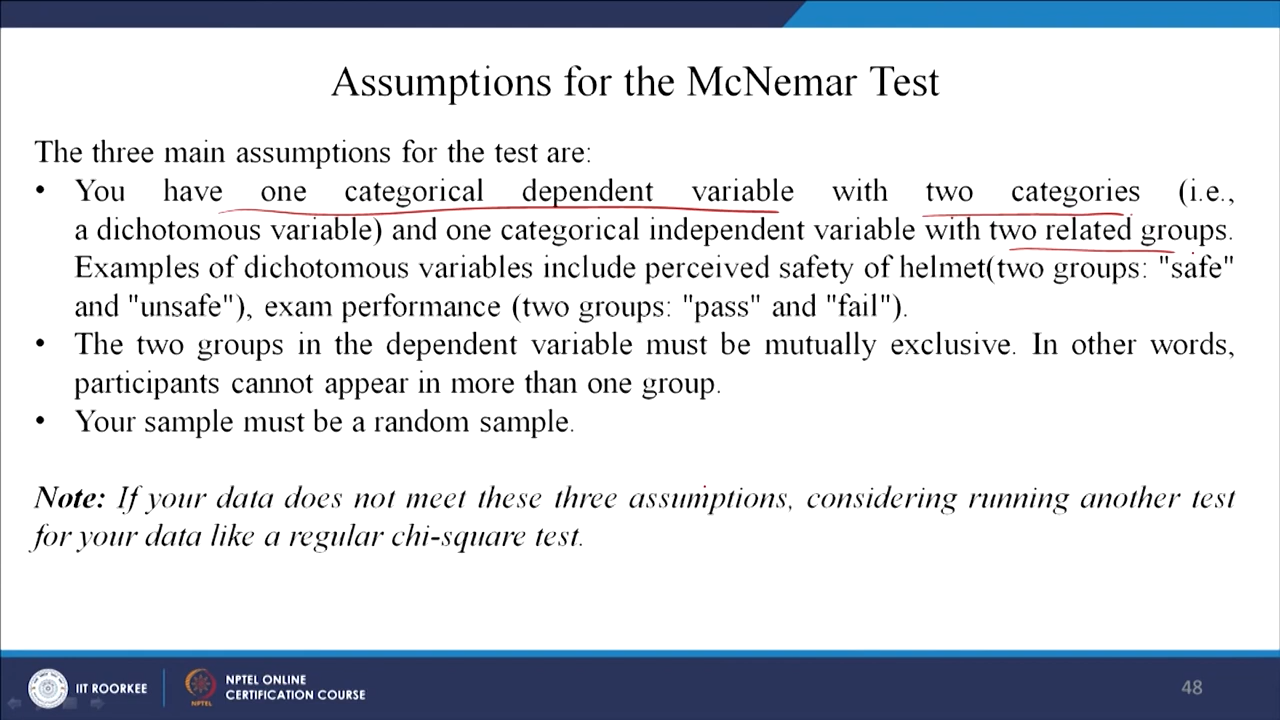 Assumptions for the McNemar Test
The three main assumptions for the test are:
• You have one categorical dependent variable with two categories (i.e.,
a dichotomous variable) and one categorical independent variable with two related groups.
Examples of dichotomous variables include perceived safety of helmet(two groups: "safe"
and "unsafe"), exam performance (two groups: "pass" and "fail").
• The two groups in the dependent variable must be mutually exclusive. In other words,
participants cannot appear in more than one group.
• Your sample must be a random sample.
Note: If your data does not meet these three assumptions, considering running another test
for your data like a regular chi-square test.
IIT ROORKEE
NPTEL ONLINE
CERTIFICATION COURSE
NPTEL
48